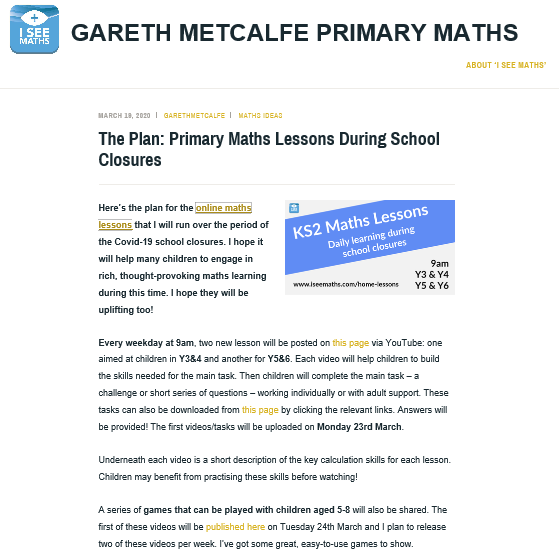 I SEE
MATHS
GARETH METCALFE PRIMARY MATHS
ABOUT 'I SEE MATHS'
MARCH 19, 2020 | GARETHMETCALFE | MATHS IDEAS
The Plan: Primary Maths Lessons During School
Closures
Here's the plan for the online maths
lessons that I will run over the period of
the Covid-19 school closures. I hope it
will help many children to engage in
rich, thought-provoking maths learning
during this time. I hope they will be
uplifting too!
KS2 Maths Lessons
Daily learning during
school closures
9am
Y3 & Y4
www.iseemaths.com/home-lessons Y5 & Y6
Every weekday at 9am, two new lesson will be posted on this page via YouTube: one
aimed at children in Y3&4 and another for Y5&6. Each video will help children to build
the skills needed for the main task. Then children will complete the main task – a
challenge or short series of questions – working individually or with adult support. These
tasks can also be downloaded from this page by clicking the relevant links. Answers will
be provided! The first videos/tasks will be uploaded on Monday 23rd March.
Underneath each video is a short description of the key calculation skills for each lesson.
Children may benefit from practising these skills before watching!
A series of games that can be played with children aged 5-8 will also be shared. The
first of these videos will be published here on Tuesday 24th March and I plan to release
two of these videos per week. I've got some great, easy-to-use games to show.